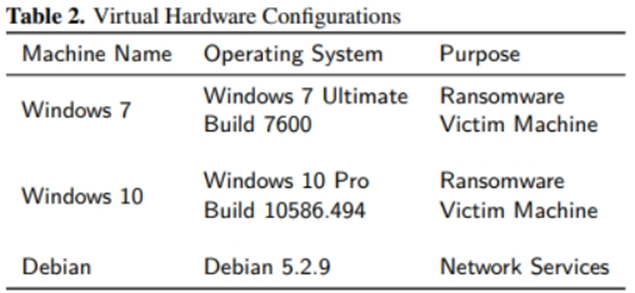 Table 2. Virtual Hardware Configurations
Machine Name Operating System Purpose
Windows 7 Windows 7 Ultimate Build 7600 Ransomware Victim Machine
Windows 10 Windows 10 Pro Build 10586.494 Ransomware Victim Machine
Debian Debian 5.2.9 Network Services